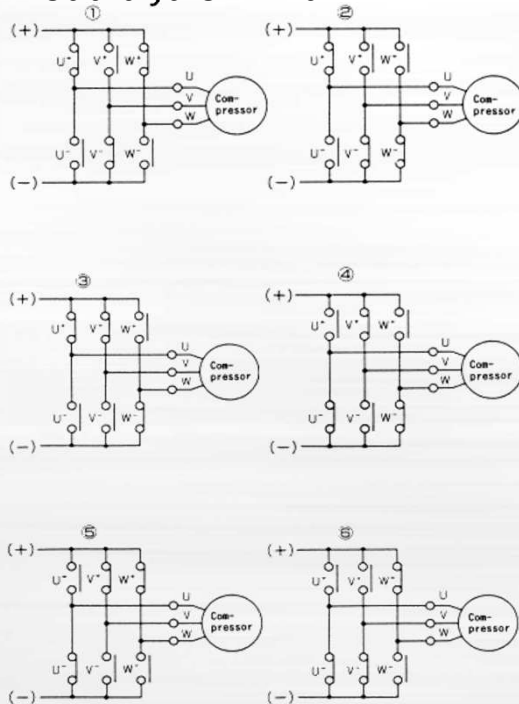 ①
(+)
U⁺ V⁺ W⁺
U
V
W
Com-
pressor
U⁻ V⁻ W⁻
(−)
②
(+)
U⁺ V⁺ W⁺
U
V
W
Com-
pressor
U⁻ V⁻ W⁻
(−)
③
(+)
U⁺ V⁺ W⁺
U
V
W
Com-
pressor
U⁻ V⁻ W⁻
(−)
④
(+)
U⁺ V⁺ W⁺
U
V
W
Com-
pressor
U⁻ V⁻ W⁻
(−)
⑤
(+)
U⁺ V⁺ W⁺
U
V
W
Com-
pressor
U⁻ V⁻ W⁻
(−)
⑥
(+)
U⁺ V⁺ W⁺
U
V
W
Com-
pressor
U⁻ V⁻ W⁻
(−)